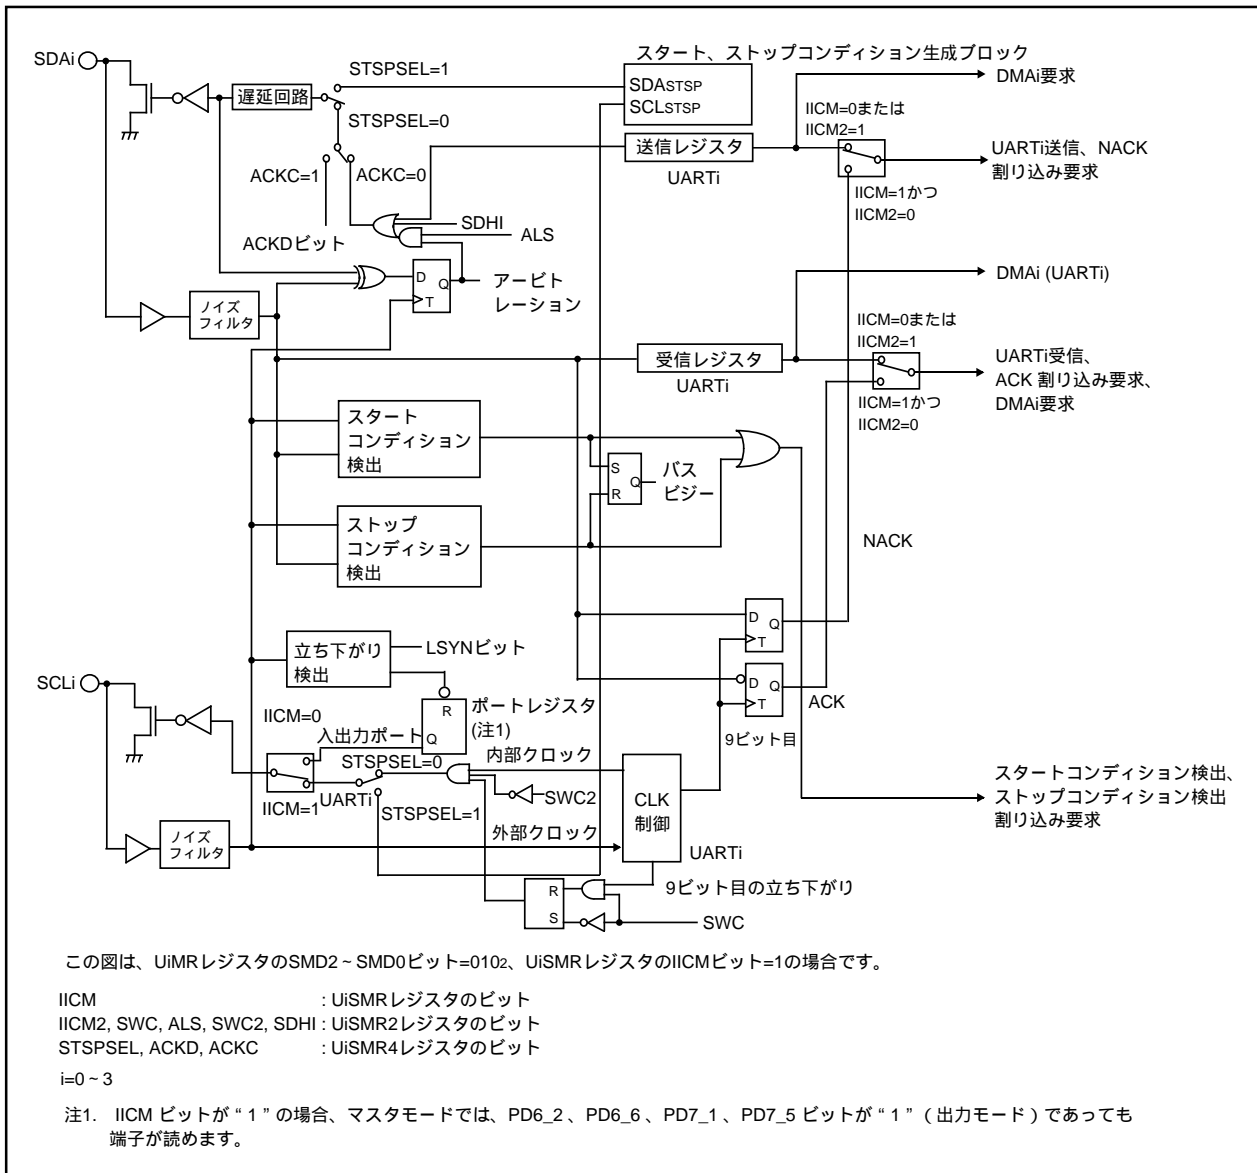 スタート、ストップコンディション生成ブロック
SDAi
STSPSEL=1
SDASTSP
SCLSTSP
DMAi要求
遅延回路
STSPSEL=0
IICM=0または
IICM2=1
送信レジスタ
UARTi
UARTi送信、NACK
割り込み要求
ACKC=1
ACKC=0
IICM=1かつ
IICM2=0
SDHI
ALS
ACKDビット
D
Q
T
アービト
レーション
DMAi (UARTi)
ノイズ
フィルタ
IICM=0または
IICM2=1
受信レジスタ
UARTi
UARTi受信、
ACK 割り込み要求、
DMAi要求
IICM=1かつ
IICM2=0
スタート
コンディション
検出
S
R
Q
バス
ビジー
ストップ
コンディション
検出
NACK
D
Q
T
立ち下がり
検出
LSYNビット
D
Q
T
ACK
SCLi
R
Q
ポートレジスタ
(注1)
9ビット目
IICM=0
入出力ポート
STSPSEL=0
内部クロック
IICM=1
UARTi
STSPSEL=1
SWC2
CLK
制御
UARTi
スタートコンディション検出、
ストップコンディション検出
割り込み要求
ノイズ
フィルタ
外部クロック
9ビット目の立ち下がり
R
S
SWC
この図は、UiMRレジスタのSMD2~SMD0ビット=0102、UiSMRレジスタのIICMビット=1の場合です。
IICM : UiSMRレジスタのビット
IICM2, SWC, ALS, SWC2, SDHI : UiSMR2レジスタのビット
STSPSEL, ACKD, ACKC : UiSMR4レジスタのビット
i=0~3
注1. IICM ビットが“1”の場合、マスタモードでは、PD6_2、PD6_6、PD7_1、PD7_5 ビットが“1”(出力モード)であっても
端子が読めます。